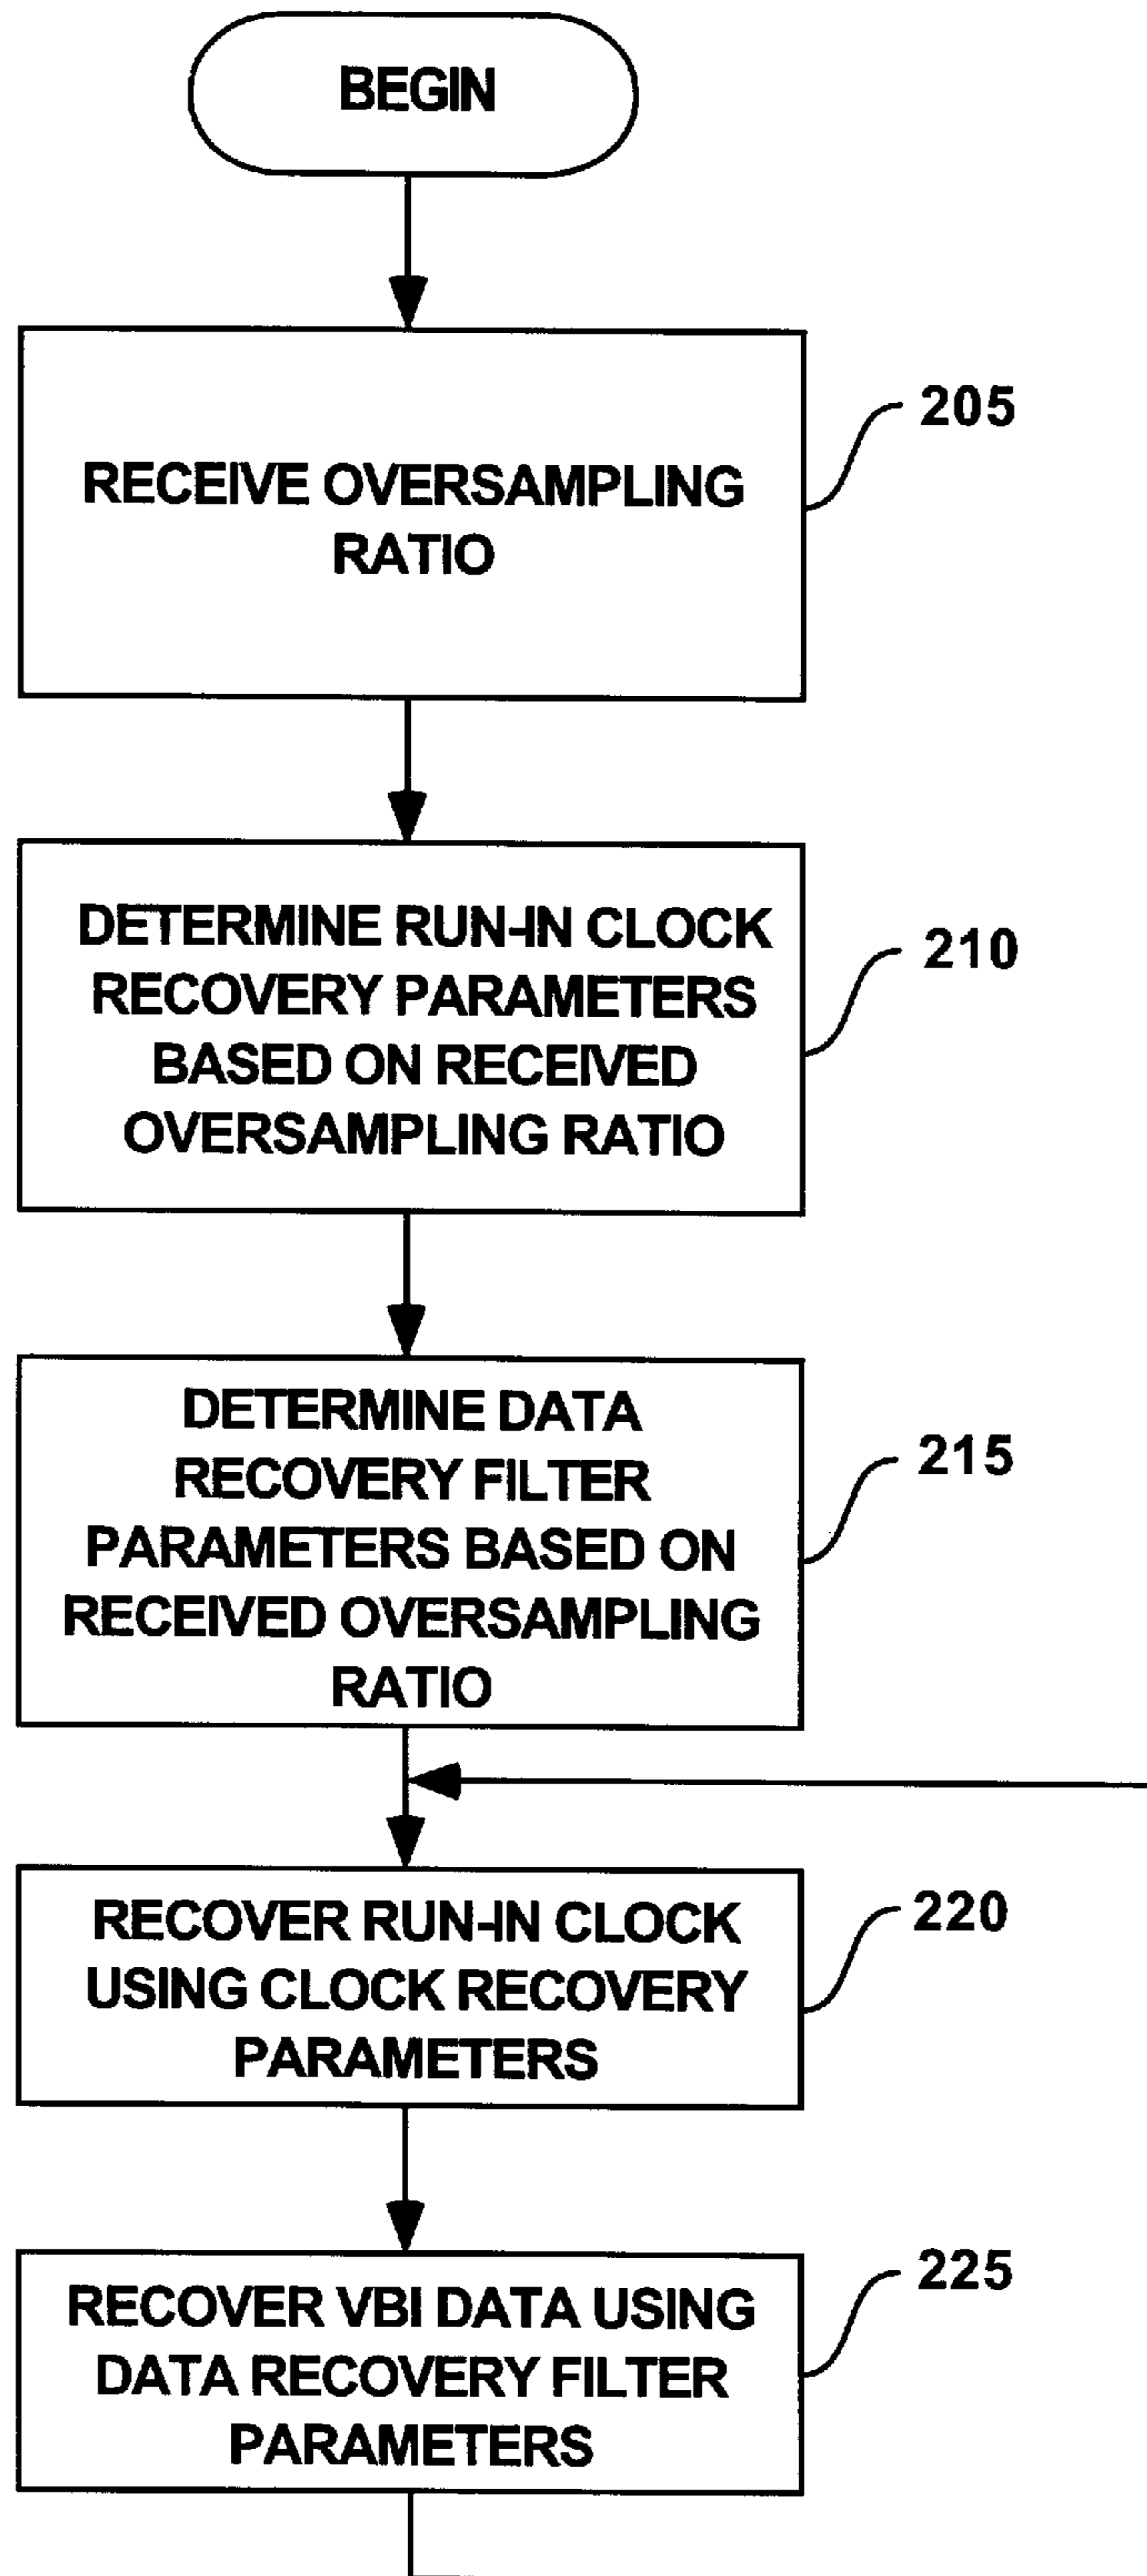 BEGIN
RECEIVE OVERSAMPLING
RATIO
205
DETERMINE RUN-IN CLOCK
RECOVERY PARAMETERS
BASED ON RECEIVED
OVERSAMPLING RATIO
210
DETERMINE DATA
RECOVERY FILTER
PARAMETERS BASED ON
RECEIVED OVERSAMPLING
RATIO
215
RECOVER RUN-IN CLOCK
USING CLOCK RECOVERY
PARAMETERS
220
RECOVER VBI DATA USING
DATA RECOVERY FILTER
PARAMETERS
225